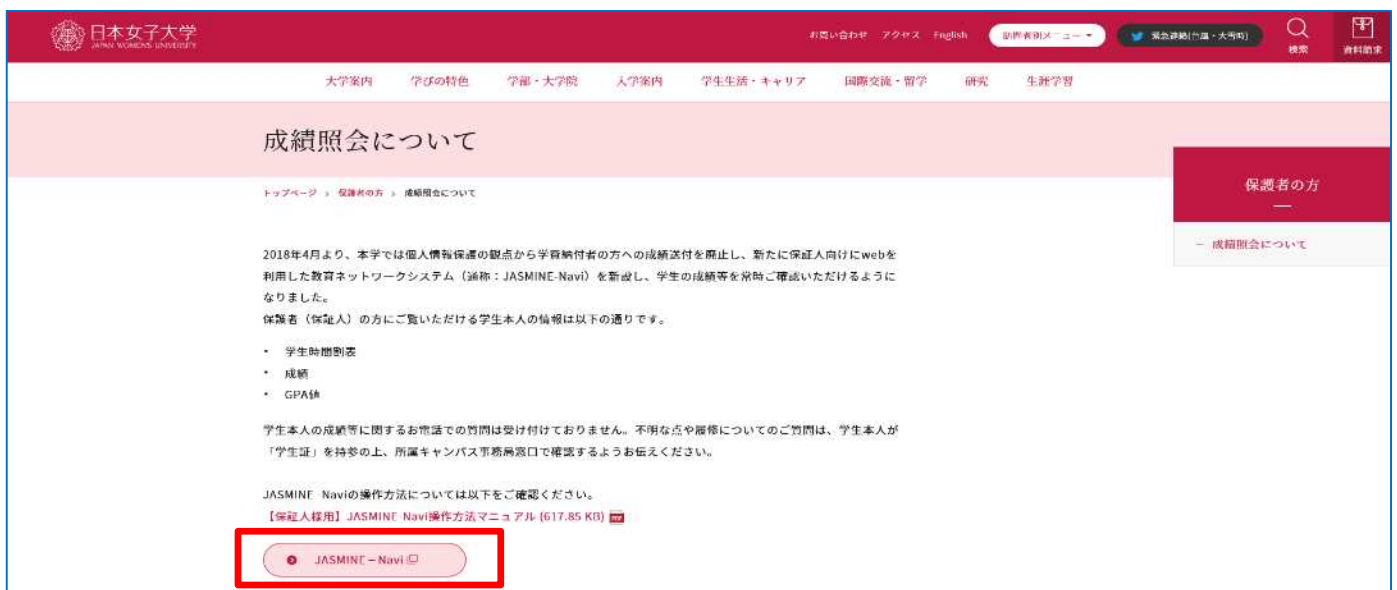 日本女子大学
JAPAN WOMEN'S UNIVERSITY
お問い合わせ アクセス English 訪問者別メニュー 緊急連絡(台風・大雪時) 検索 資料請求
大学案内 学びの特色 学部・大学院 入学案内 学生生活・キャリア 国際交流・留学 研究 生涯学習
成績照会について
トップページ > 保護者の方 > 成績照会について
保護者の方
成績照会について
2018年4月より、本学では個人情報保護の観点から学費納付者の方への成績送付を廃止し、新たに保証人向けにwebを
利用した教育ネットワークシステム（通称：JASMINE-Navi）を新設し、学生の成績等を常時ご確認いただけるように
なりました。
保護者（保証人）の方にご覧いただける学生本人の情報は以下の通りです。
・ 学生時間割表
・ 成績
・ GPA値
学生本人の成績等に関するお電話での質問は受け付けておりません。不明な点や履修についてのご質問は、学生本人が
「学生証」を持参の上、所属キャンパス事務局窓口で確認するようお伝えください。
JASMINE Naviの操作方法については以下をご確認ください。
【保証人様用】JASMINE Navi操作方法マニュアル (617.85 KB) PDF
JASMINE－Navi